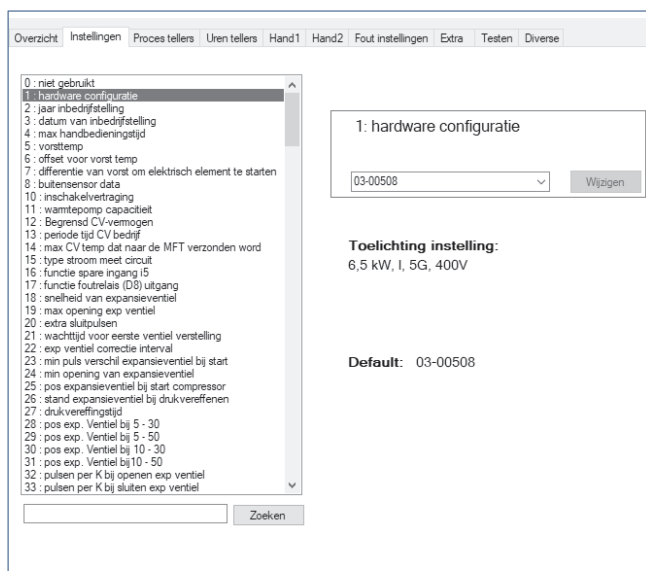 Overzicht Instellingen Proces tellers Uren tellers Hand1 Hand2 Fout instellingen Extra Testen Diverse
0 : niet gebruikt
1 : hardware configuratie
2 : jaar inbedrijfstelling
3 : datum van inbedrijfstelling
4 : max handbedieningstijd
5 : vorsttemp
6 : offset voor vorst temp
7 : differentie van vorst om elektrisch element te starten
8 : buitensensor data
10 : inschakelvertraging
11 : warmtepomp capacitieit
12 : Begrensd CV-vermogen
13 : periode tijd CV bedrijf
14 : max CV temp dat naar de MFT verzonden word
15 : type stroom meet circuit
16 : functie spare ingang i5
17 : functie foutrelais (D8) uitgang
18 : snelheid van expansieventiel
19 : max opening exp ventiel
20 : extra sluitpulsen
21 : wachttijd voor eerste ventiel verstelling
22 : exp ventiel correctie interval
23 : min puls verschil expansieventiel bij start
24 : min opening van expansieventiel
25 : pos expansieventiel bij start compressor
26 : stand expansieventiel bij drukvereffenen
27 : drukvereffingstijd
28 : pos exp. Ventiel bij 5 - 30
29 : pos exp. Ventiel bij 5 - 50
30 : pos exp. Ventiel bij 10 - 30
31 : pos exp. Ventiel bij10 - 50
32 : pulsen per K bij openen exp ventiel
33 : pulsen per K bij sluiten exp ventiel
Zoeken
1: hardware configuratie
03-00508 Wijzigen
Toelichting instelling:
6,5 kW, I, 5G, 400V
Default: 03-00508